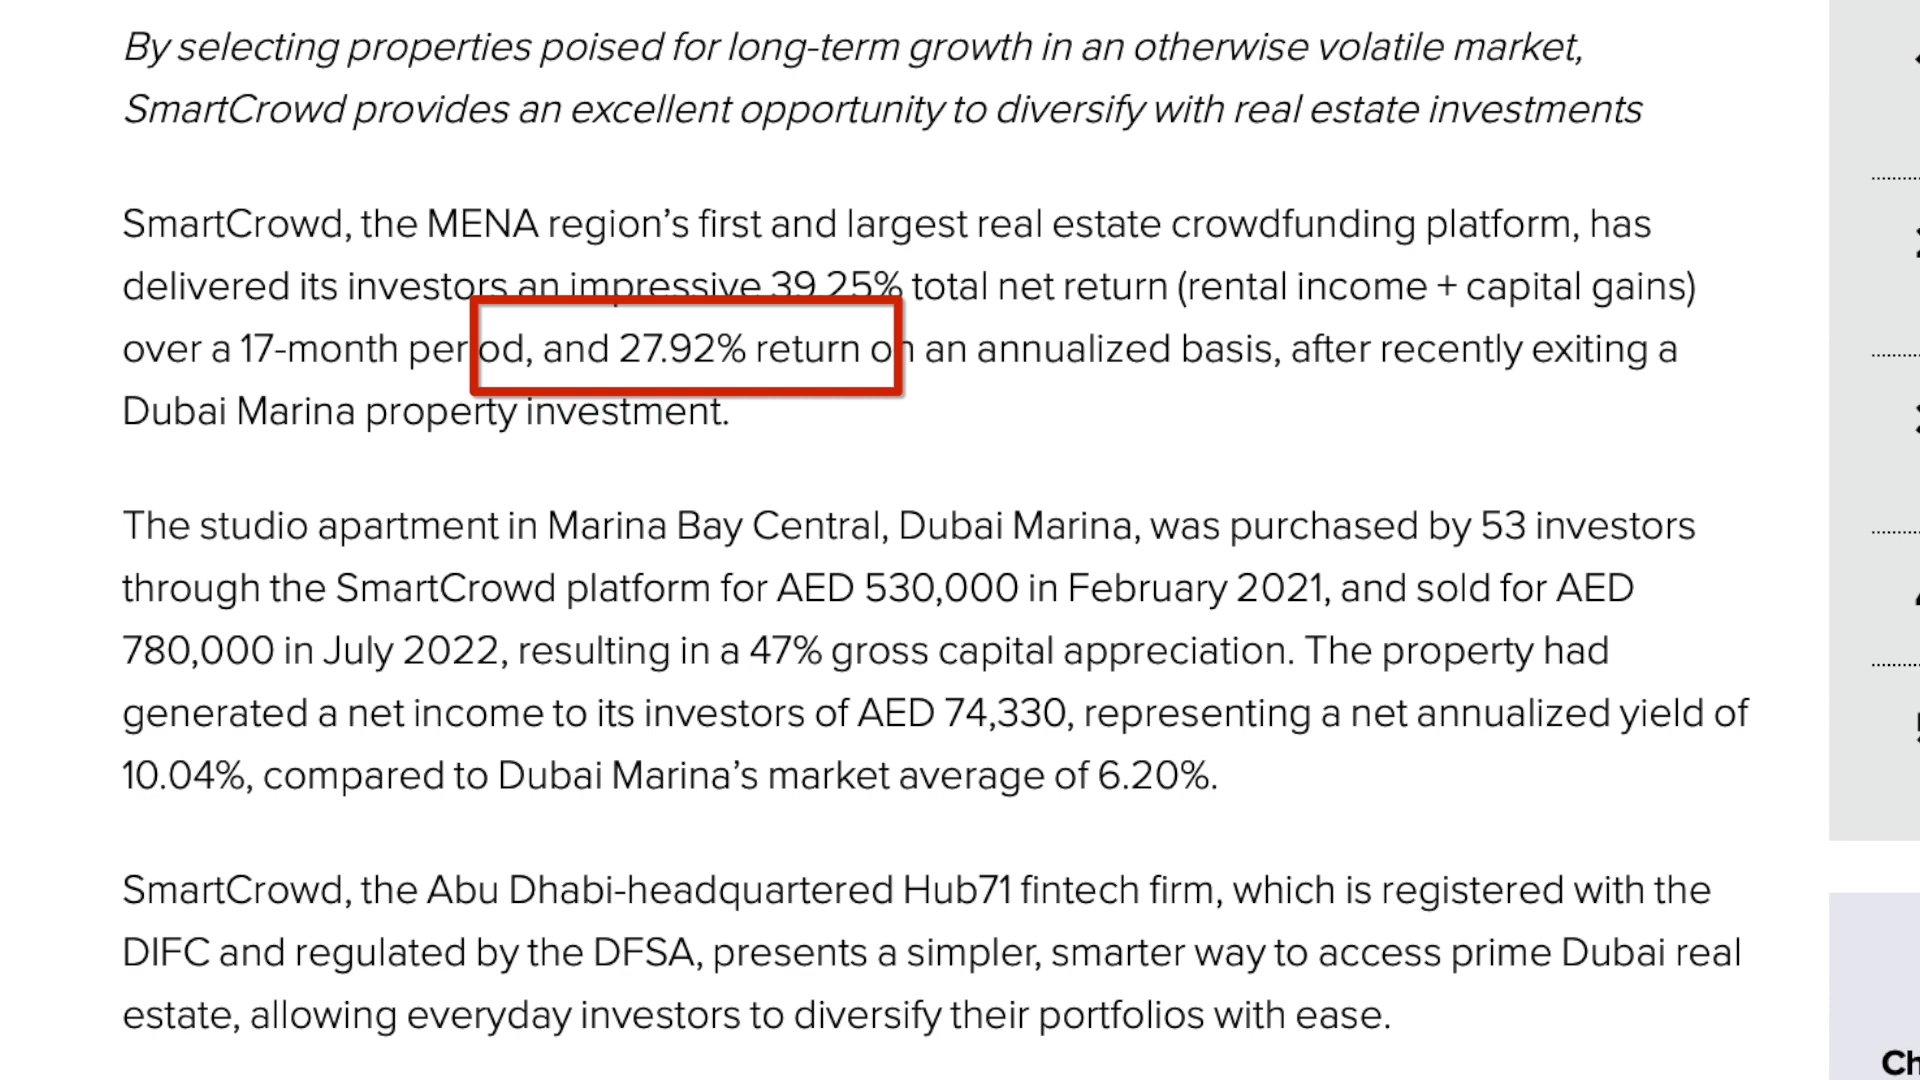 By selecting properties poised for long-term growth in an otherwise volatile market,
SmartCrowd provides an excellent opportunity to diversify with real estate investments
SmartCrowd, the MENA region’s first and largest real estate crowdfunding platform, has
delivered its investors an impressive 39.25% total net return (rental income + capital gains)
over a 17-month period, and 27.92% return on an annualized basis, after recently exiting a
Dubai Marina property investment.
The studio apartment in Marina Bay Central, Dubai Marina, was purchased by 53 investors
through the SmartCrowd platform for AED 530,000 in February 2021, and sold for AED
780,000 in July 2022, resulting in a 47% gross capital appreciation. The property had
generated a net income to its investors of AED 74,330, representing a net annualized yield of
10.04%, compared to Dubai Marina’s market average of 6.20%.
SmartCrowd, the Abu Dhabi-headquartered Hub71 fintech firm, which is registered with the
DIFC and regulated by the DFSA, presents a simpler, smarter way to access prime Dubai real
estate, allowing everyday investors to diversify their portfolios with ease.
Ch